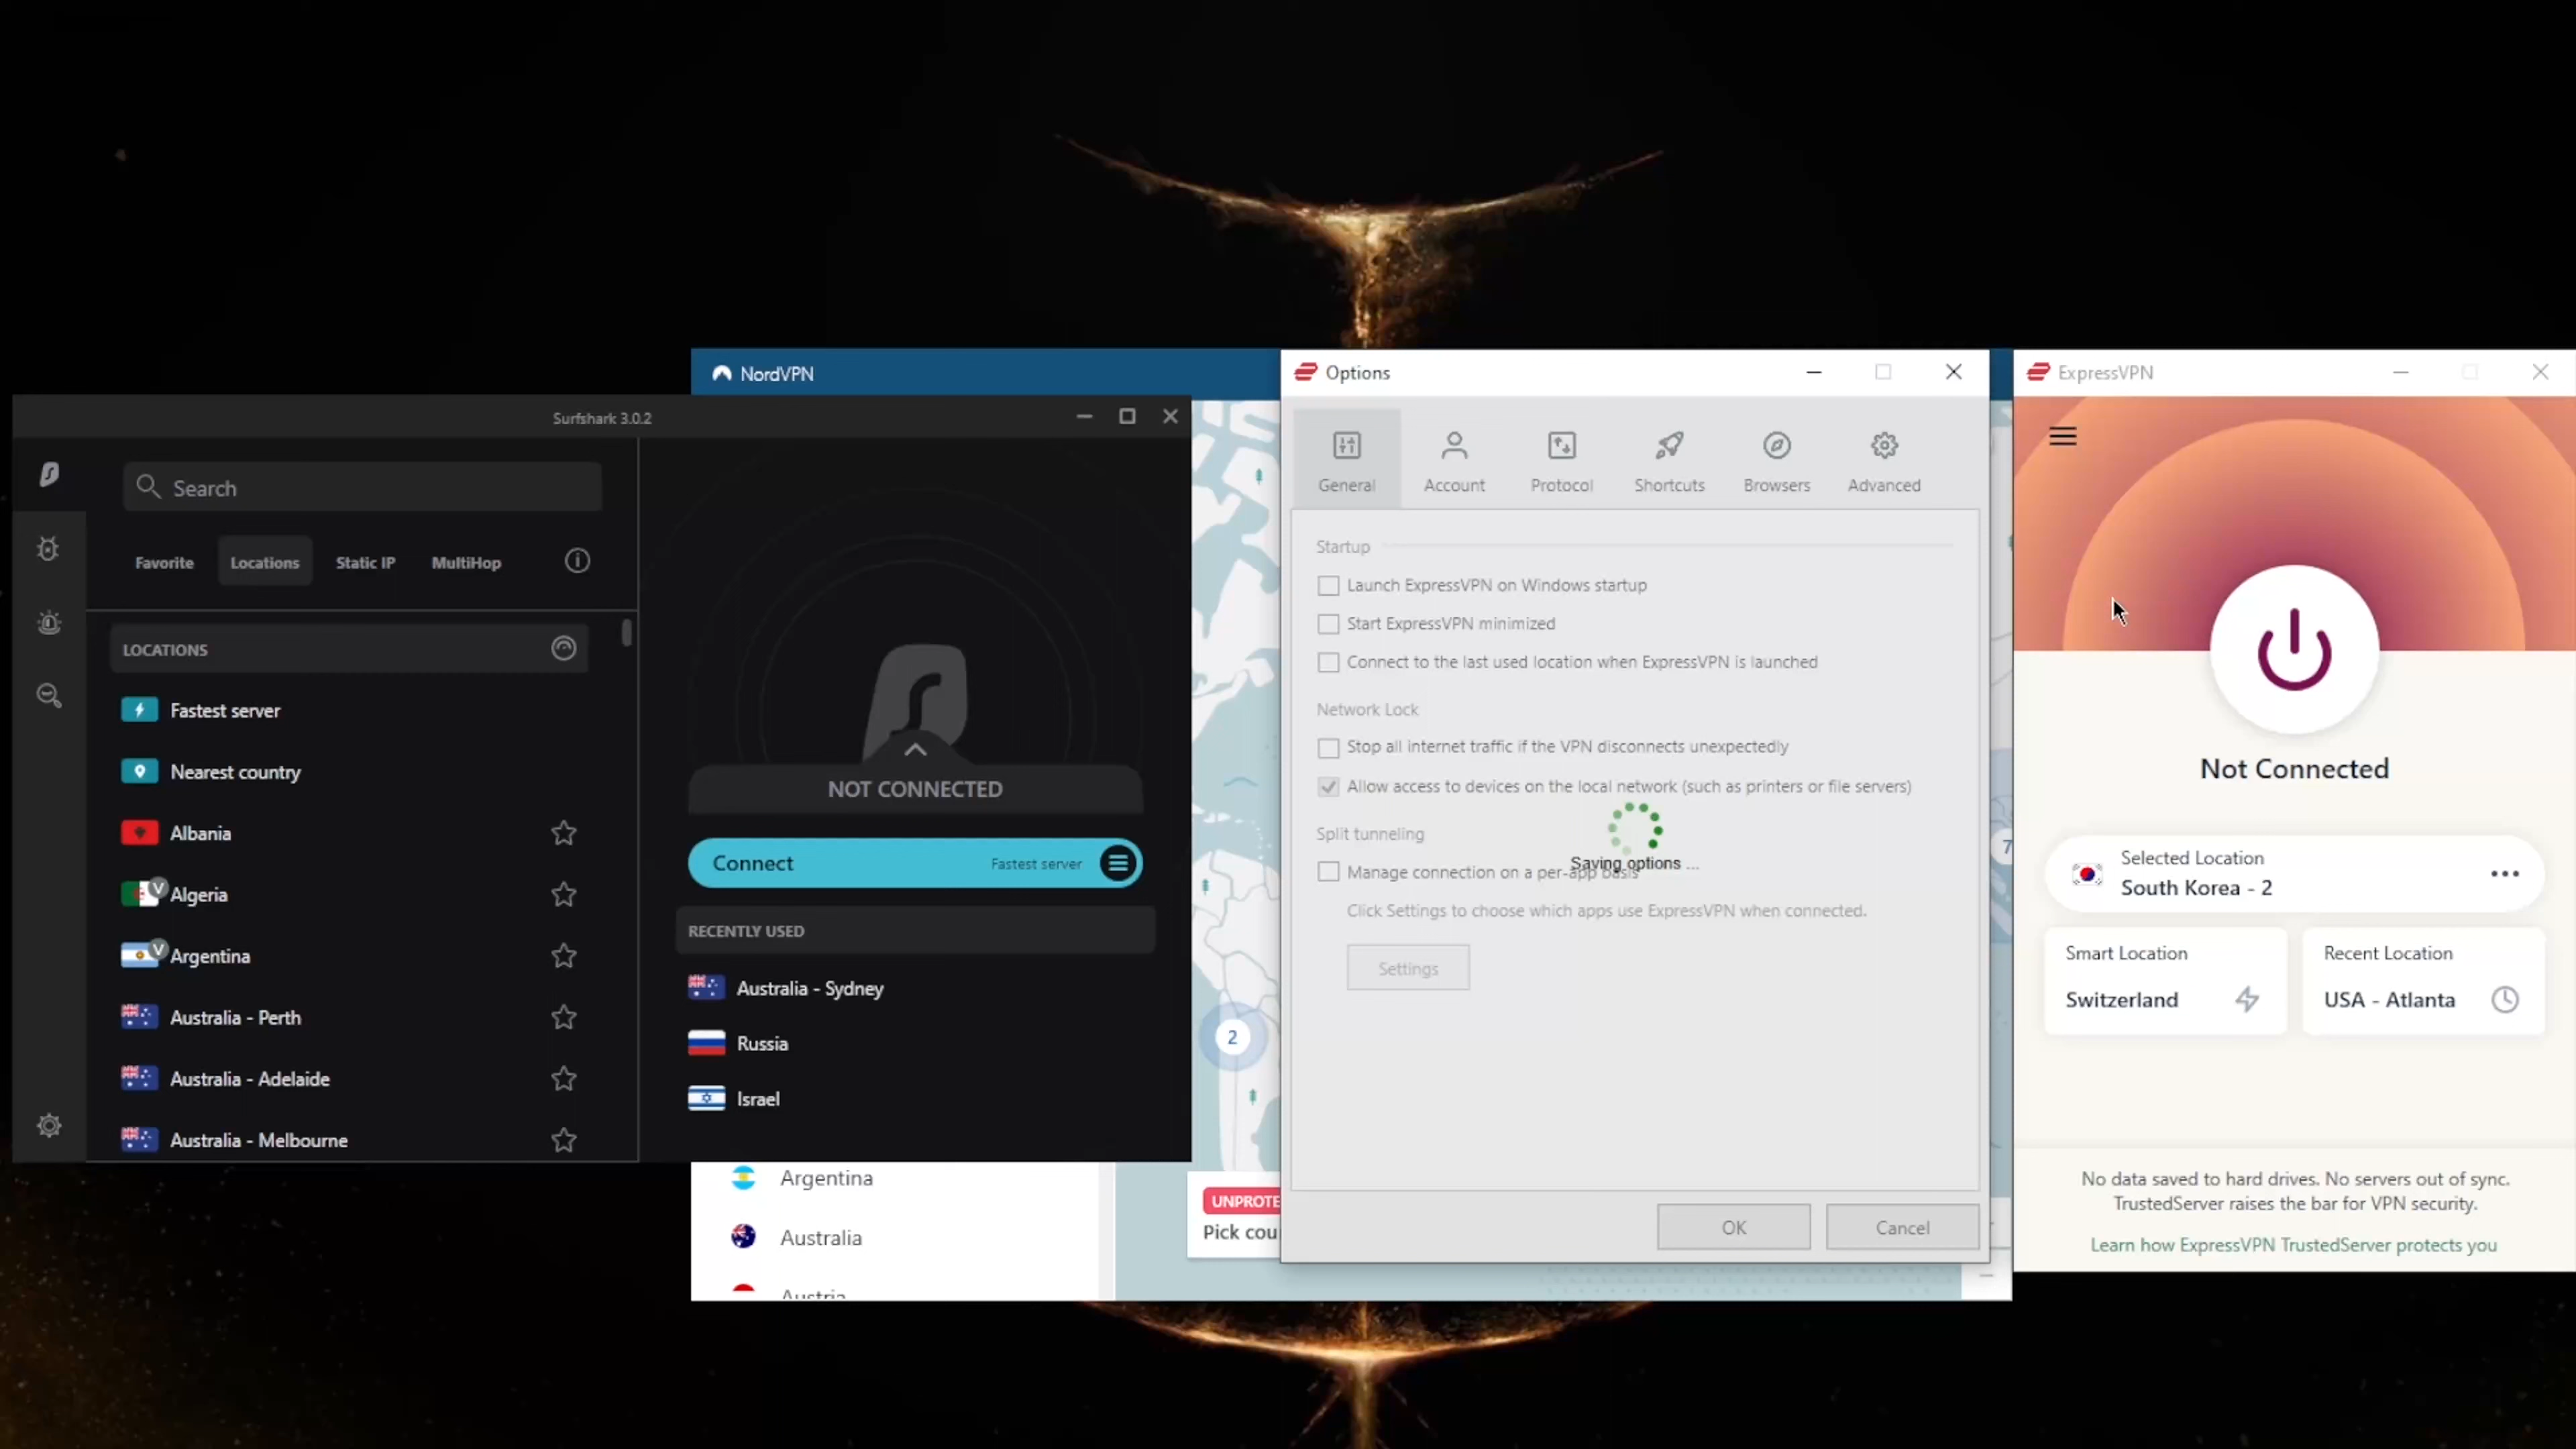 NordVPN
Surfshark 3.0.2
Search
Favorite
Locations
Static IP
MultiHop
LOCATIONS
Fastest server
Nearest country
Albania
Algeria
Argentina
Australia - Perth
Australia - Adelaide
Australia - Melbourne
NOT CONNECTED
Connect
Fastest server
RECENTLY USED
Australia - Sydney
Russia
Israel
Argentina
Australia
Austria
2
7
UNPROTE
Pick cou
Options
General
Account
Protocol
Shortcuts
Browsers
Advanced
Startup
Launch ExpressVPN on Windows startup
Start ExpressVPN minimized
Connect to the last used location when ExpressVPN is launched
Network Lock
Stop all internet traffic if the VPN disconnects unexpectedly
Allow access to devices on the local network (such as printers or file servers)
Split tunneling
Saving options ...
Manage connection on a per-app basis
Click Settings to choose which apps use ExpressVPN when connected.
Settings
OK
Cancel
ExpressVPN
Not Connected
Selected Location
South Korea - 2
Smart Location
Switzerland
Recent Location
USA - Atlanta
No data saved to hard drives. No servers out of sync.
TrustedServer raises the bar for VPN security.
Learn how ExpressVPN TrustedServer protects you